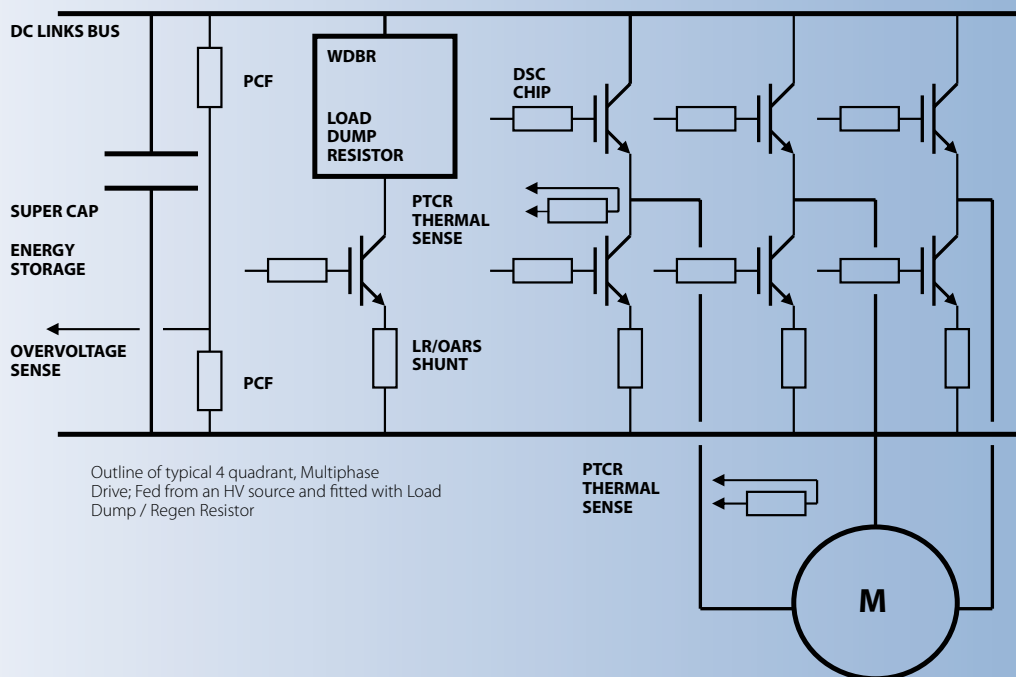 DC LINKS BUS
PCF
WDBR
LOAD
DUMP
RESISTOR
DSC
CHIP
SUPER CAP
ENERGY
STORAGE
PTCR
THERMAL
SENSE
OVERVOLTAGE
SENSE
PCF
LR/OARS
SHUNT
Outline of typical 4 quadrant, Multiphase
Drive; Fed from an HV source and fitted with Load
Dump / Regen Resistor
PTCR
THERMAL
SENSE
M